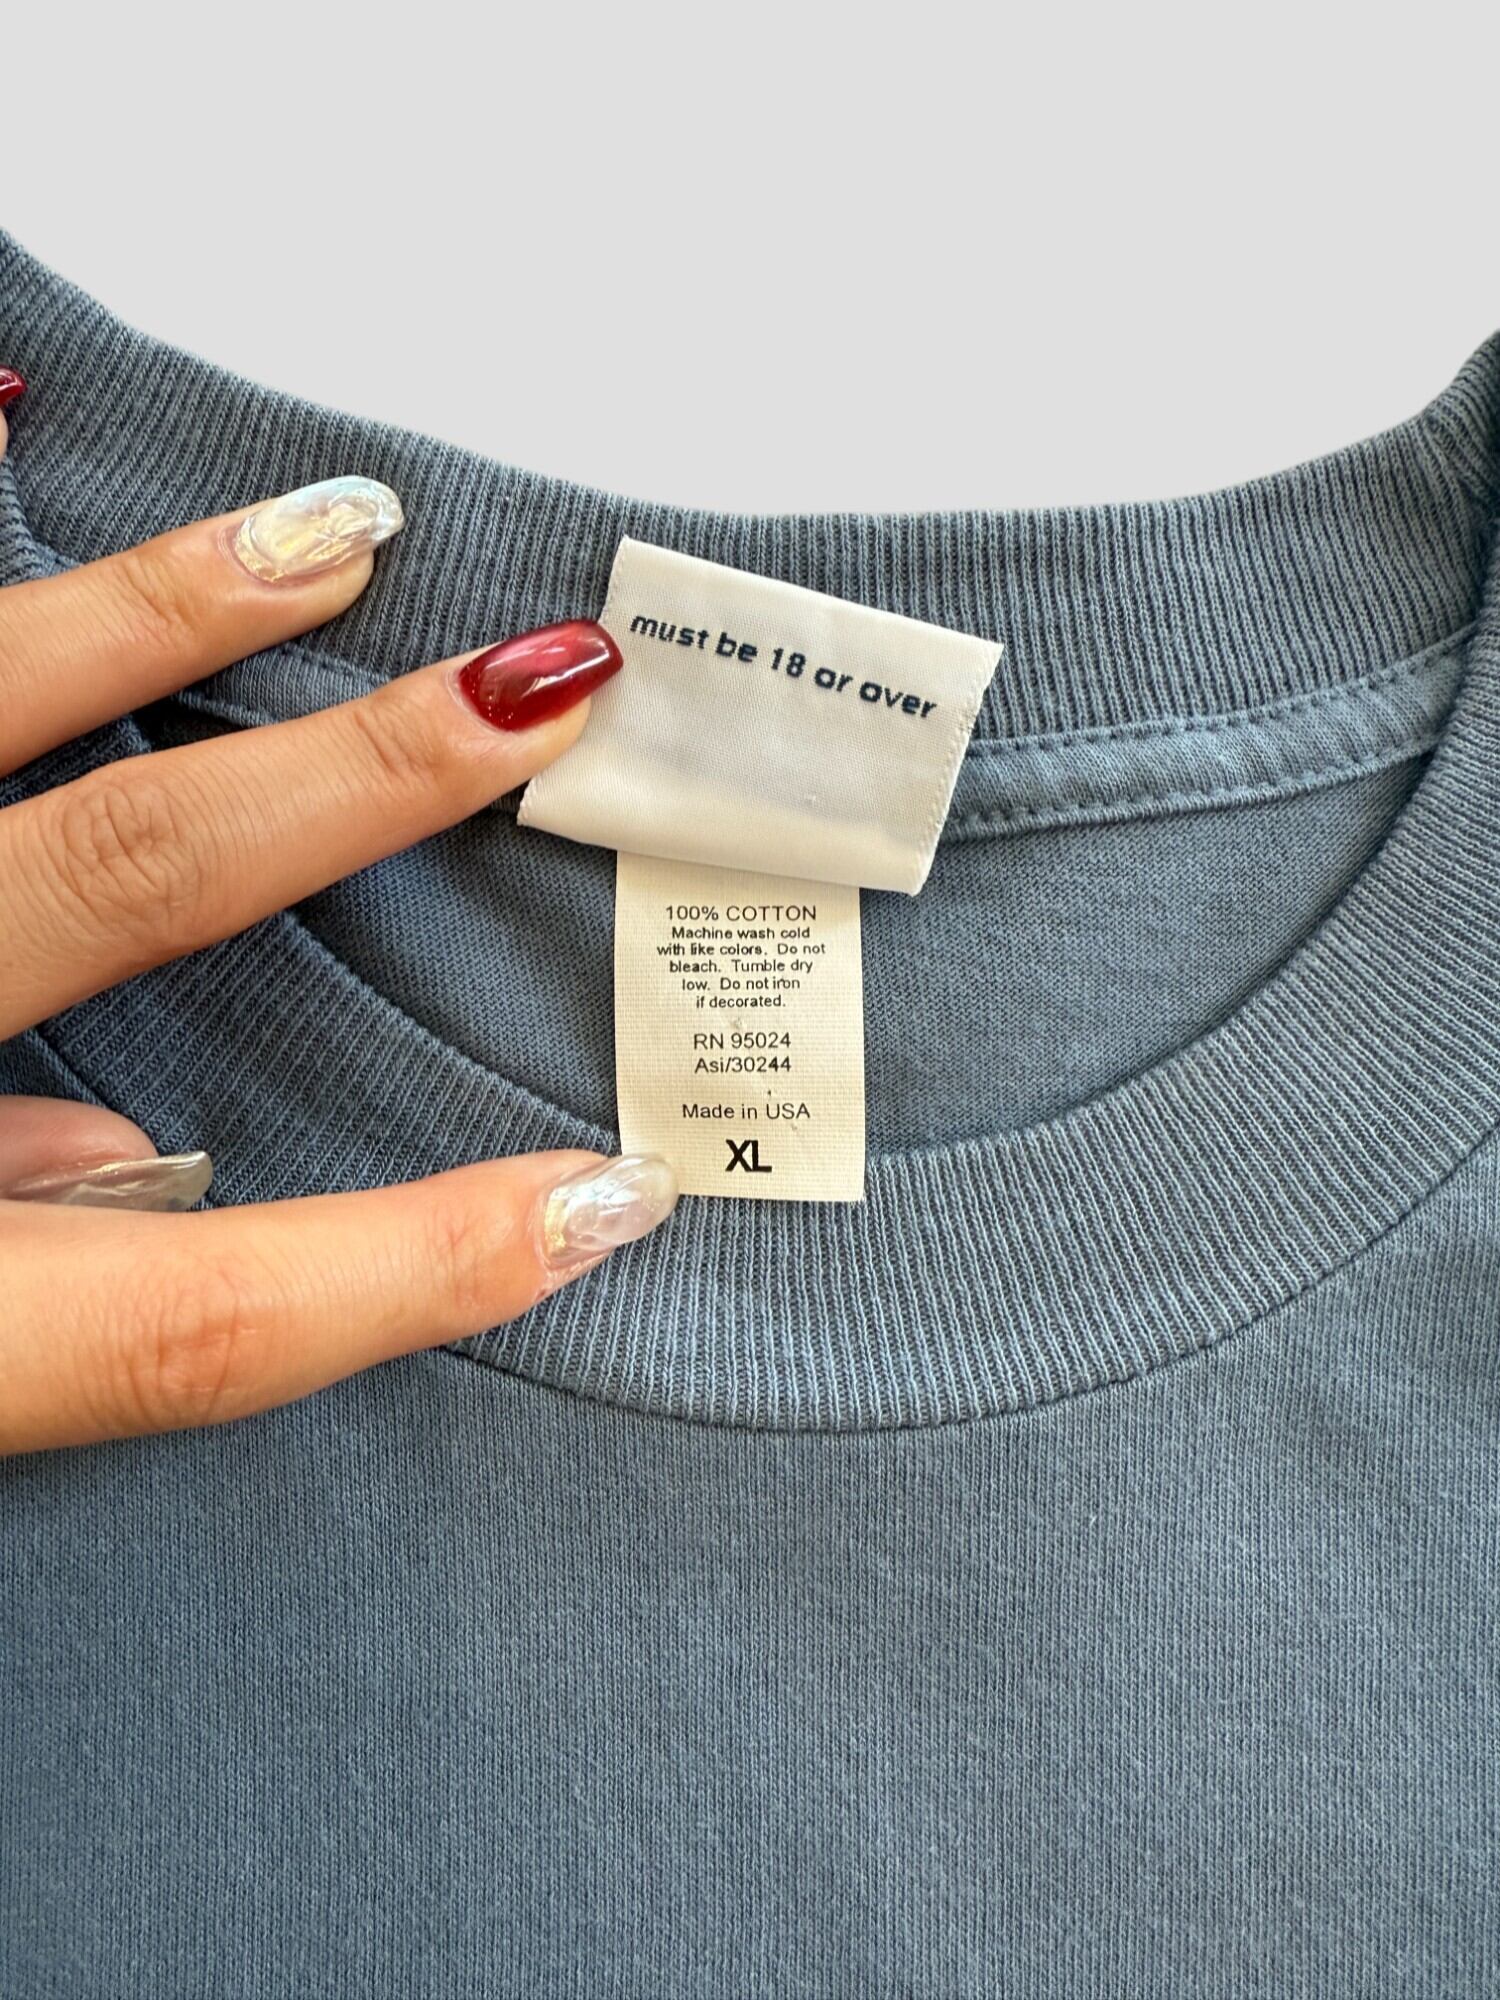 must be 18 or over
100% COTTON
Machine wash cold
with like colors. Do not
bleach. Tumble dry
low. Do not iron
if decorated.
RN 95024
Asi/30244
Made in USA
XL